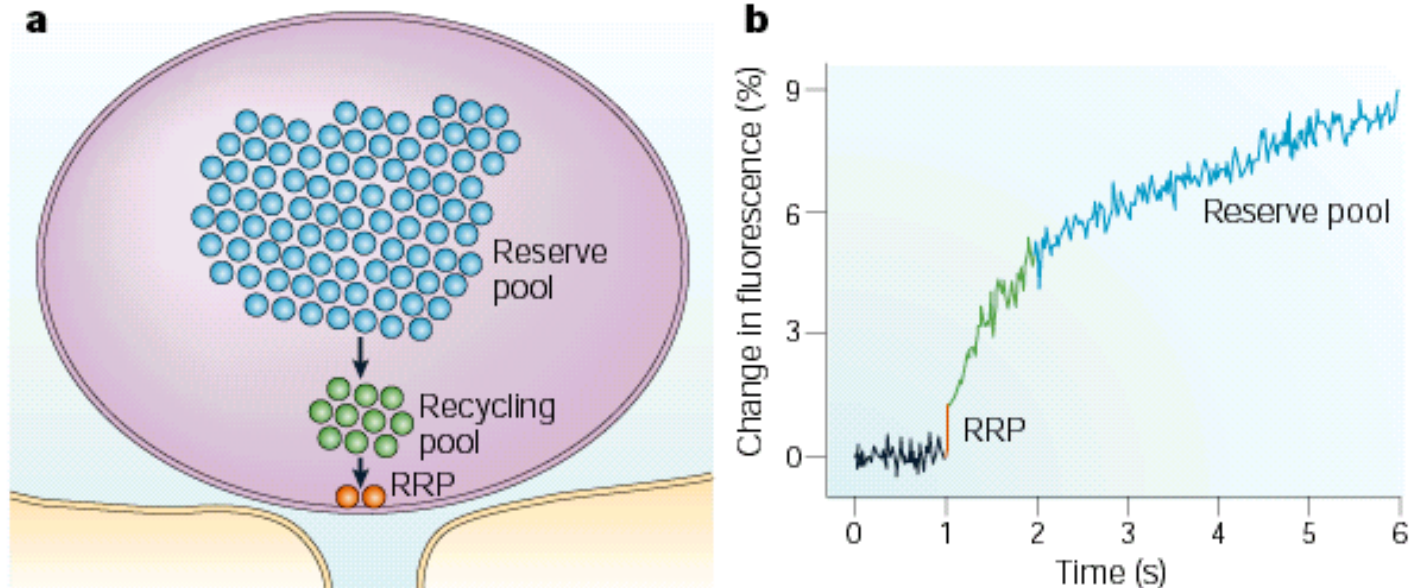 a
Reserve
pool
Recycling
pool
RRP
b
Change in fluorescence (%)
9
6
3
0
Reserve pool
RRP
0 1 2 3 4 5 6
Time (s)